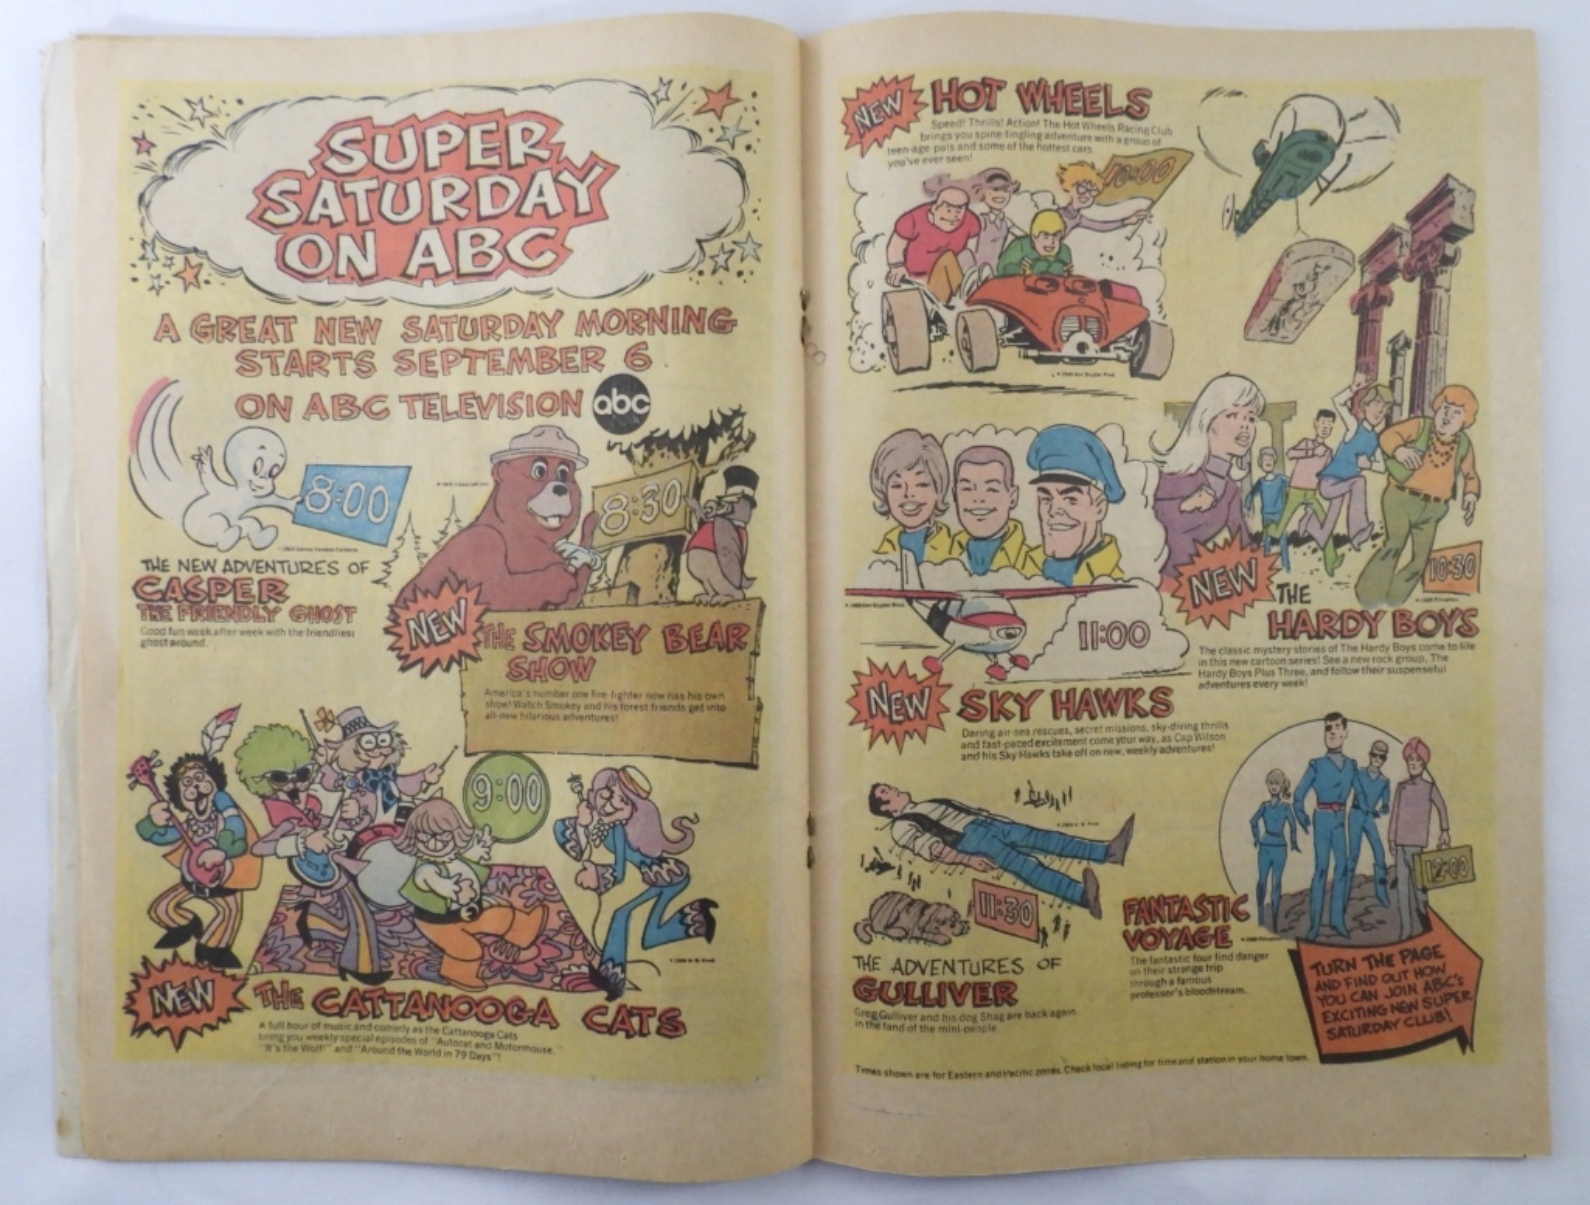 SUPER
SATURDAY
ON ABC
A GREAT NEW SATURDAY MORNING
STARTS SEPTEMBER 6
ON ABC TELEVISION abc
8:00
THE NEW ADVENTURES OF
CASPER
THE FRIENDLY GHOST
Good fun week after week with the friendliest
ghost around.
8:30
NEW
THE SMOKEY BEAR
SHOW
America's number one fire-fighter now has his own
show! Watch Smokey and his forest friends get into
all-new hilarious adventures!
9:00
NEW
THE CATTANOOGA CATS
A full hour of music and comedy as the Cattanooga Cats
bring you weekly special episodes of "Autocat and Motormouse,"
"It's the Wolf!" and "Around the World in 79 Days"!
NEW
HOT WHEELS
Speed! Thrills! Action! The Hot Wheels Racing Club
brings you spine-tingling adventure with a group of
teen-age pals and some of the hottest cars
you've ever seen!
10:00
10:30
NEW
THE
HARDY BOYS
The classic mystery stories of The Hardy Boys come to life
in this new cartoon series! See a new rock group, The
Hardy Boys Plus Three, and follow their suspenseful
adventures every week!
11:00
NEW
SKY HAWKS
Daring air-sea rescues, secret missions, sky-diving thrills
and fast-paced excitement come your way, as Cap Wilson
and his Sky Hawks take off on new, weekly adventures!
11:30
THE ADVENTURES OF
GULLIVER
Greg Gulliver and his dog Shag are back again
in the land of the mini-people.
12:00
FANTASTIC
VOYAGE
The fantastic four find danger
on their strange trip
through a famous
professor's bloodstream.
TURN THE PAGE
AND FIND OUT HOW
YOU CAN JOIN ABC's
EXCITING NEW SUPER
SATURDAY CLUB!
Times shown are for Eastern and Pacific zones. Check local listing for time and station in your home town.